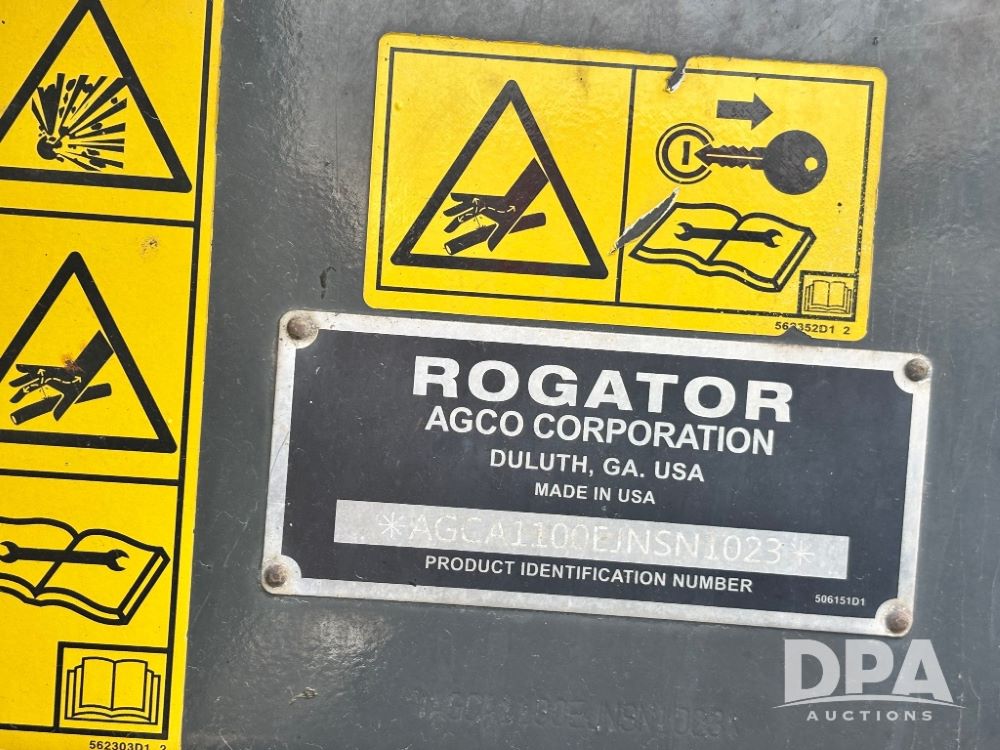 562352D1 2
ROGATOR
AGCO CORPORATION
DULUTH, GA. USA
MADE IN USA
*AGCA1100EJNSN1023*
PRODUCT IDENTIFICATION NUMBER
506151D1
562303D1 2
DPA
AUCTIONS